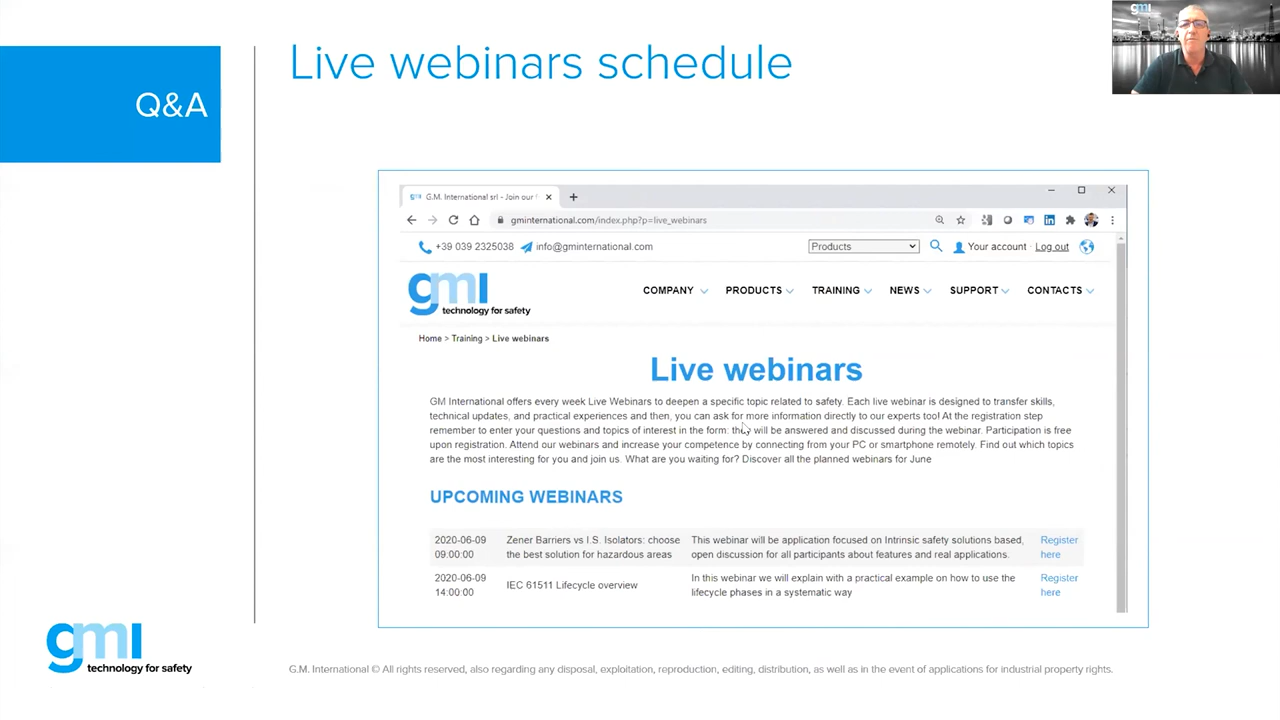 Live webinars schedule
gmi
Q&A
G.M. International srl - Join our
gminternational.com/index.php?p=live_webinars
+39 039 2325038
info@gminternational.com
Products
Your account · Log out
gmi
technology for safety
COMPANY
PRODUCTS
TRAINING
NEWS
SUPPORT
CONTACTS
Home > Training > Live webinars
Live webinars
GM International offers every week Live Webinars to deepen a specific topic related to safety. Each live webinar is designed to transfer skills,
technical updates, and practical experiences and then, you can ask for more information directly to our experts too! At the registration step
remember to enter your questions and topics of interest in the form: they will be answered and discussed during the webinar. Participation is free
upon registration. Attend our webinars and increase your competence by connecting from your PC or smartphone remotely. Find out which topics
are the most interesting for you and join us. What are you waiting for? Discover all the planned webinars for June
UPCOMING WEBINARS
2020-06-09
09:00:00
Zener Barriers vs I.S. Isolators: choose
the best solution for hazardous areas
This webinar will be application focused on Intrinsic safety solutions based,
open discussion for all participants about features and real applications.
Register
here
2020-06-09
14:00:00
IEC 61511 Lifecycle overview
In this webinar we will explain with a practical example on how to use the
lifecycle phases in a systematic way
Register
here
gmi
technology for safety
G.M. International © All rights reserved, also regarding any disposal, exploitation, reproduction, editing, distribution, as well as in the event of applications for industrial property rights.